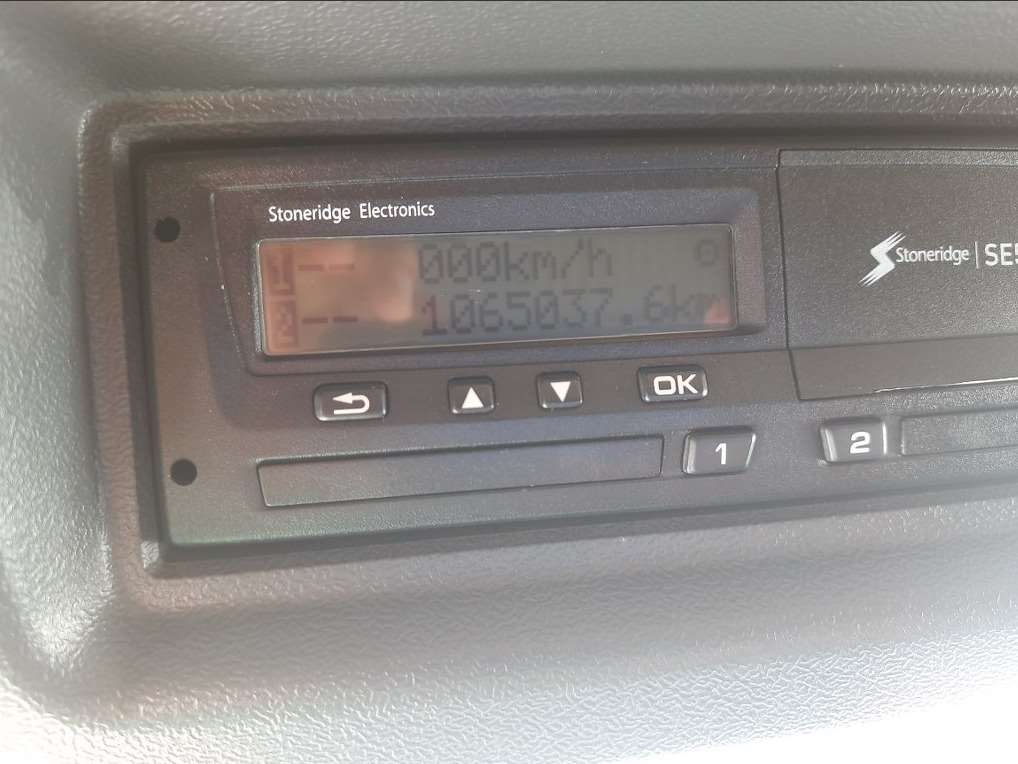 Stoneridge Electronics
-- 000km/h
-- 1065037.6km
Stoneridge | SE5
▲ ▼ OK
1 2